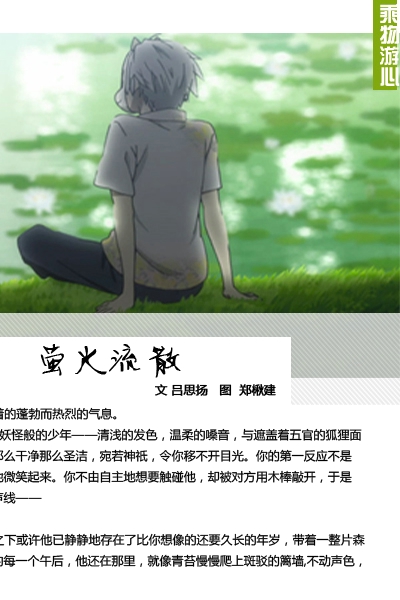 乘物游心
萤火流散
文 吕思扬 图 郑楸建
着的蓬勃而热烈的气息。
妖怪般的少年——清浅的发色，温柔的嗓音，与遮盖着五官的狐狸面
那么干净那么圣洁，宛若神祇，令你移不开目光。你的第一反应不是
地微笑起来。你不由自主地想要触碰他，却被对方用木棒敲开，于是
声线——
之下或许他已静静地存在了比你想像的还要久长的年岁，带着一整片森
的每一个午后，他还在那里，就像青苔慢慢爬上斑驳的篱墙,不动声色，